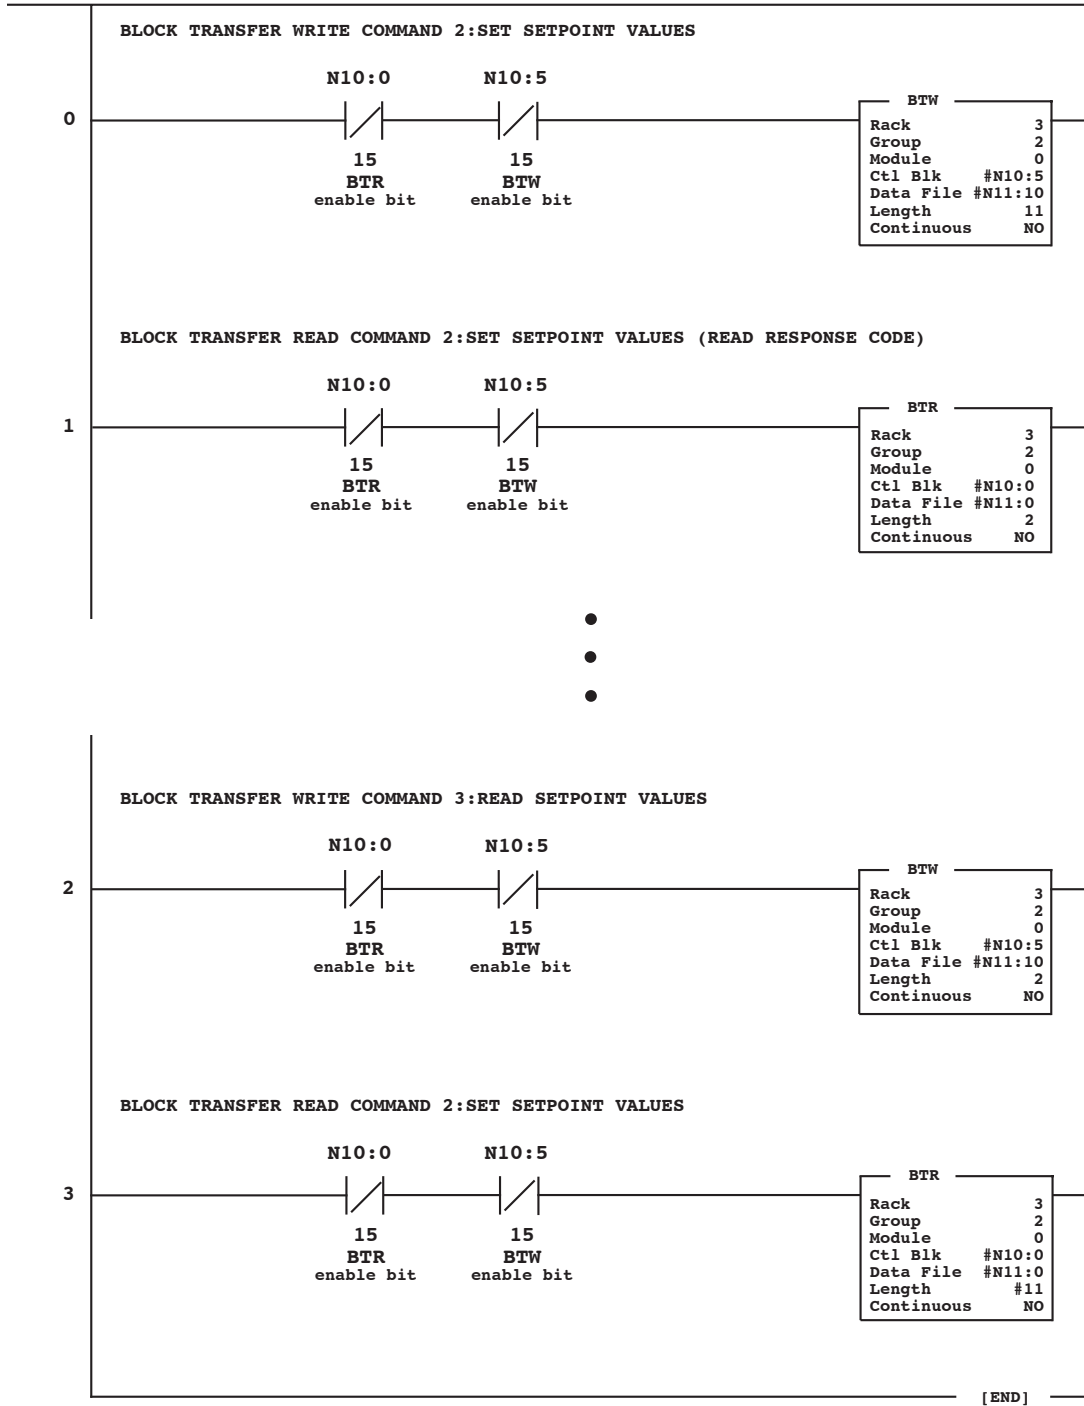 BLOCK TRANSFER WRITE COMMAND 2:SET SETPOINT VALUES
N10:0 N10:5
0
15 15
BTR BTW
enable bit enable bit
BTW
Rack 3
Group 2
Module 0
Ctl Blk #N10:5
Data File #N11:10
Length 11
Continuous NO
BLOCK TRANSFER READ COMMAND 2:SET SETPOINT VALUES (READ RESPONSE CODE)
N10:0 N10:5
1
15 15
BTR BTW
enable bit enable bit
BTR
Rack 3
Group 2
Module 0
Ctl Blk #N10:0
Data File #N11:0
Length 2
Continuous NO
BLOCK TRANSFER WRITE COMMAND 3:READ SETPOINT VALUES
N10:0 N10:5
2
15 15
BTR BTW
enable bit enable bit
BTW
Rack 3
Group 2
Module 0
Ctl Blk #N10:5
Data File #N11:10
Length 2
Continuous NO
BLOCK TRANSFER READ COMMAND 2:SET SETPOINT VALUES
N10:0 N10:5
3
15 15
BTR BTW
enable bit enable bit
BTR
Rack 3
Group 2
Module 0
Ctl Blk #N10:0
Data File #N11:0
Length #11
Continuous NO
[END]